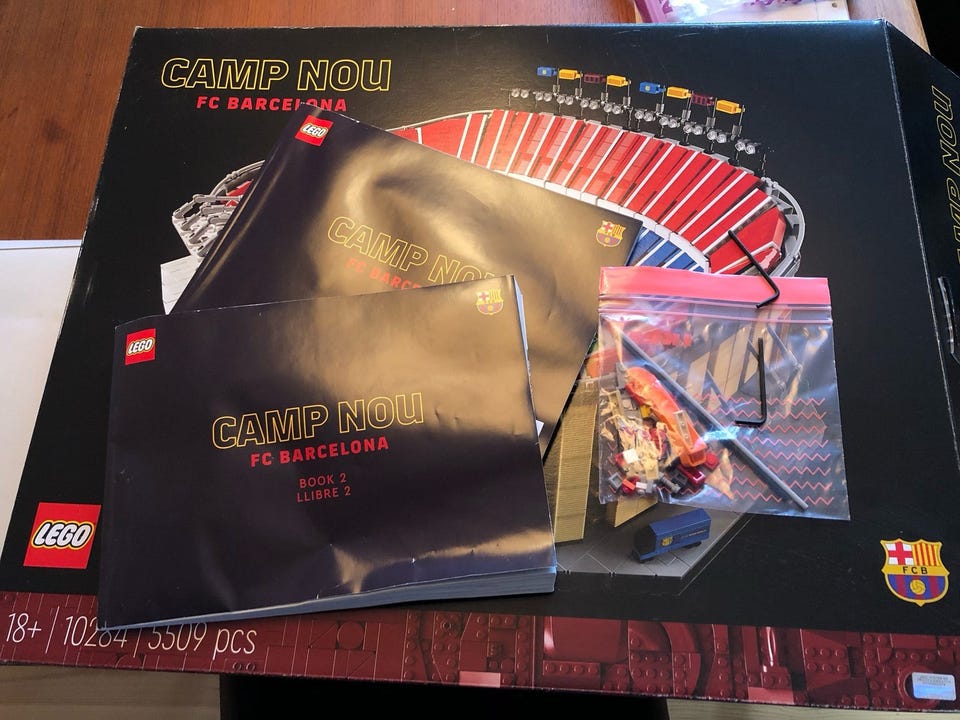 CAMP NOU
FC BARCELONA
LEGO
CAMP NOU
FC BARCE
LEGO
CAMP NOU
FC BARCELONA
BOOK 2
LLIBRE 2
LEGO
FCB
18+ | 10284 | 5509 pcs